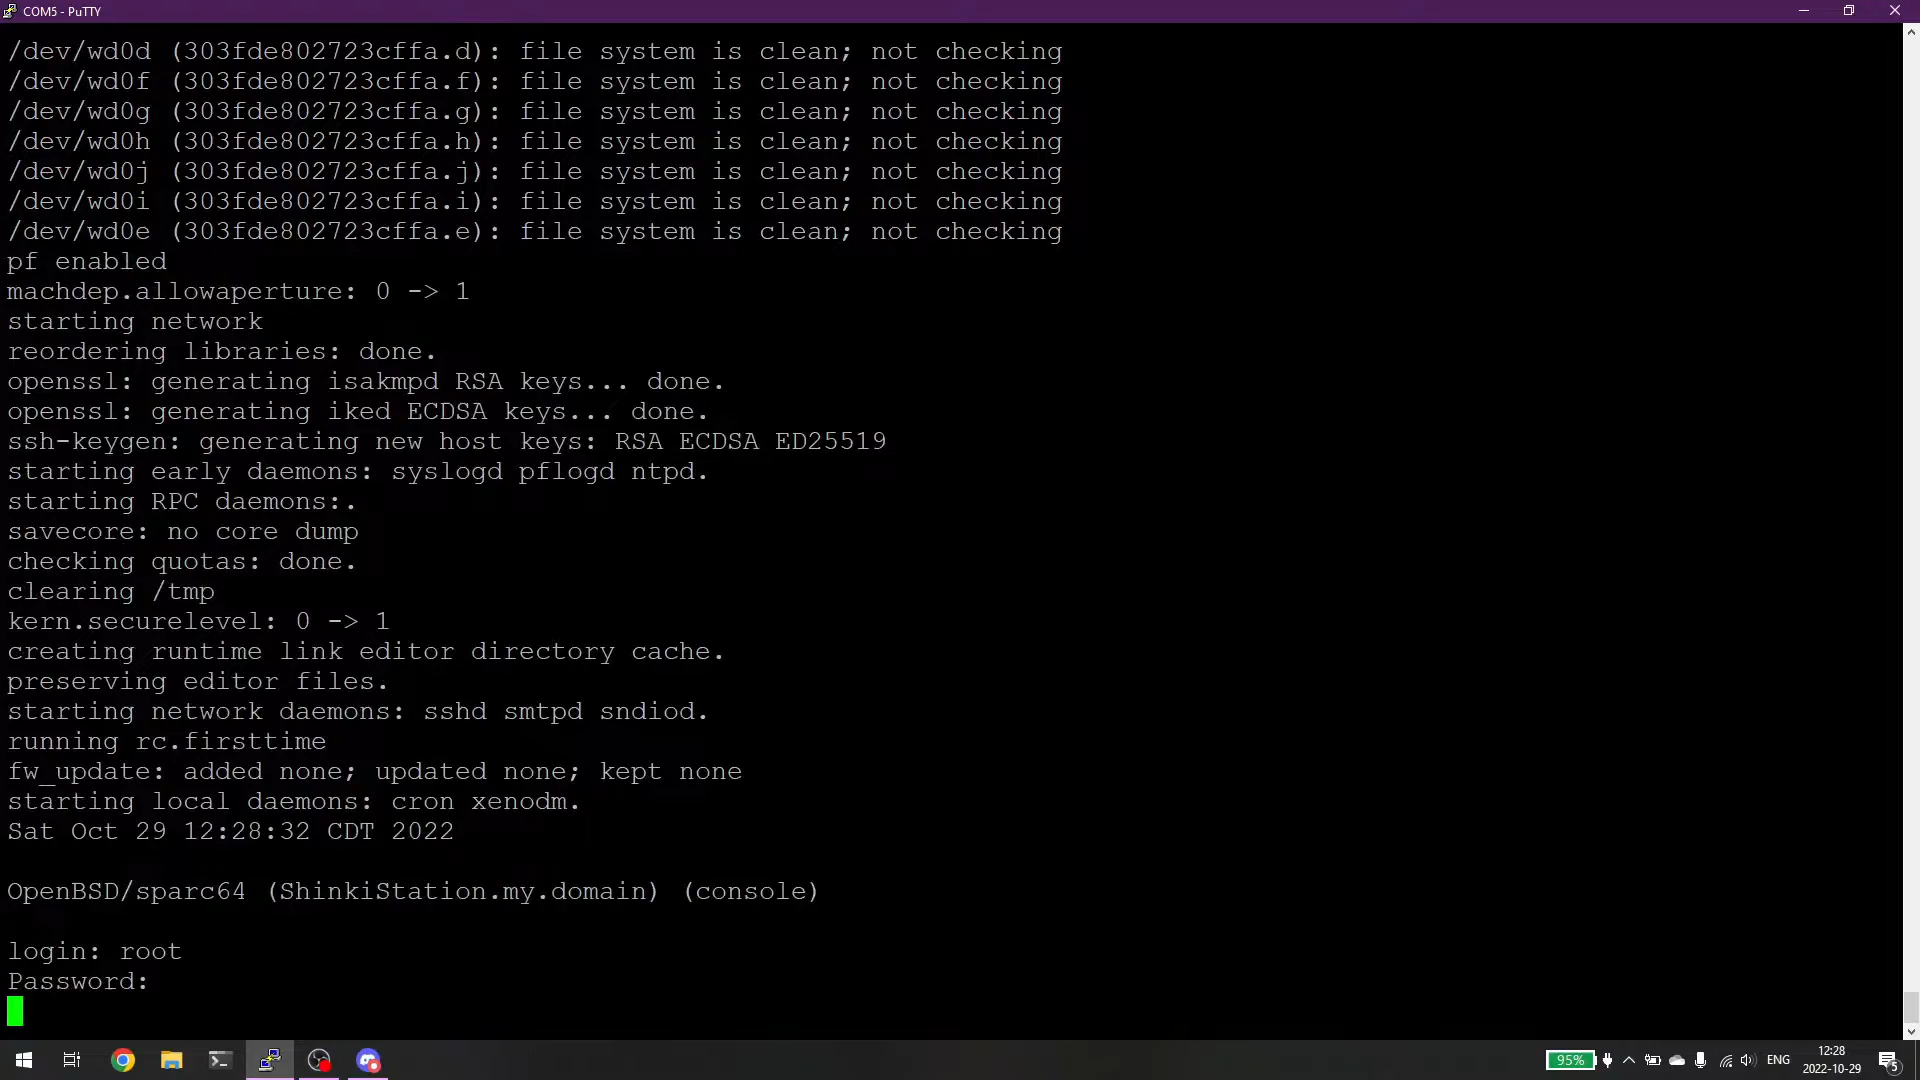 COM5 - PuTTY
/dev/wd0d (303fde802723cffa.d): file system is clean; not checking
/dev/wd0f (303fde802723cffa.f): file system is clean; not checking
/dev/wd0g (303fde802723cffa.g): file system is clean; not checking
/dev/wd0h (303fde802723cffa.h): file system is clean; not checking
/dev/wd0j (303fde802723cffa.j): file system is clean; not checking
/dev/wd0i (303fde802723cffa.i): file system is clean; not checking
/dev/wd0e (303fde802723cffa.e): file system is clean; not checking
pf enabled
machdep.allowaperture: 0 -> 1
starting network
reordering libraries: done.
openssl: generating isakmpd RSA keys... done.
openssl: generating iked ECDSA keys... done.
ssh-keygen: generating new host keys: RSA ECDSA ED25519
starting early daemons: syslogd pflogd ntpd.
starting RPC daemons:.
savecore: no core dump
checking quotas: done.
clearing /tmp
kern.securelevel: 0 -> 1
creating runtime link editor directory cache.
preserving editor files.
starting network daemons: sshd smtpd sndiod.
running rc.firsttime
fw_update: added none; updated none; kept none
starting local daemons: cron xenodm.
Sat Oct 29 12:28:32 CDT 2022
OpenBSD/sparc64 (ShinkiStation.my.domain) (console)
login: root
Password:
95%
ENG
12:28
2022-10-29
5